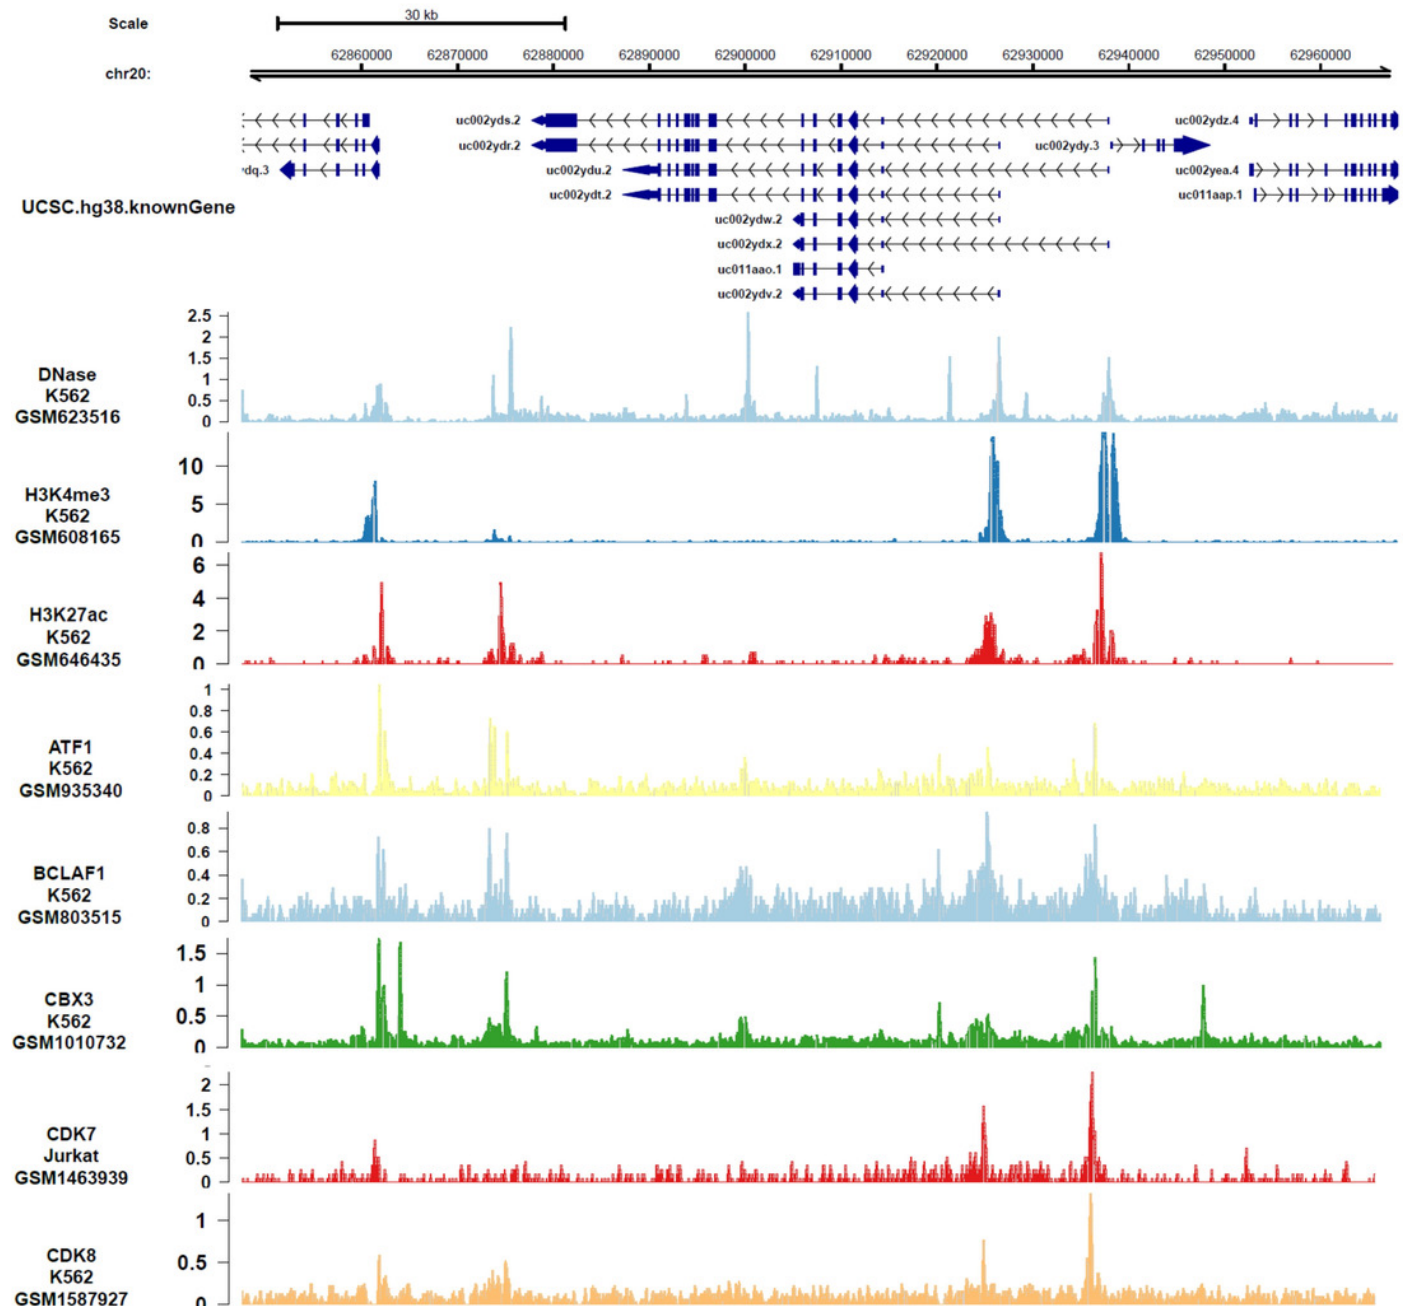 Scale
30 kb
62860000 62870000 62880000 62890000 62900000 62910000 62920000 62930000 62940000 62950000 62960000
chr20:
uc002yds.2 uc002ydz.4
uc002ydr.2 uc002ydy.3
ydq.3 uc002ydu.2 uc002yea.4
uc002ydt.2 uc011aap.1
UCSC.hg38.knownGene
uc002ydw.2
uc002ydx.2
uc011aao.1
uc002ydv.2
2.5
2
1.5
1
0.5
0
DNase
K562
GSM623516
10
5
0
H3K4me3
K562
GSM608165
6
4
2
0
H3K27ac
K562
GSM646435
1
0.8
0.6
0.4
0.2
0
ATF1
K562
GSM935340
0.8
0.6
0.4
0.2
0
BCLAF1
K562
GSM803515
1.5
1
0.5
0
CBX3
K562
GSM1010732
2
1.5
1
0.5
0
CDK7
Jurkat
GSM1463939
1
0.5
0
CDK8
K562
GSM1587927